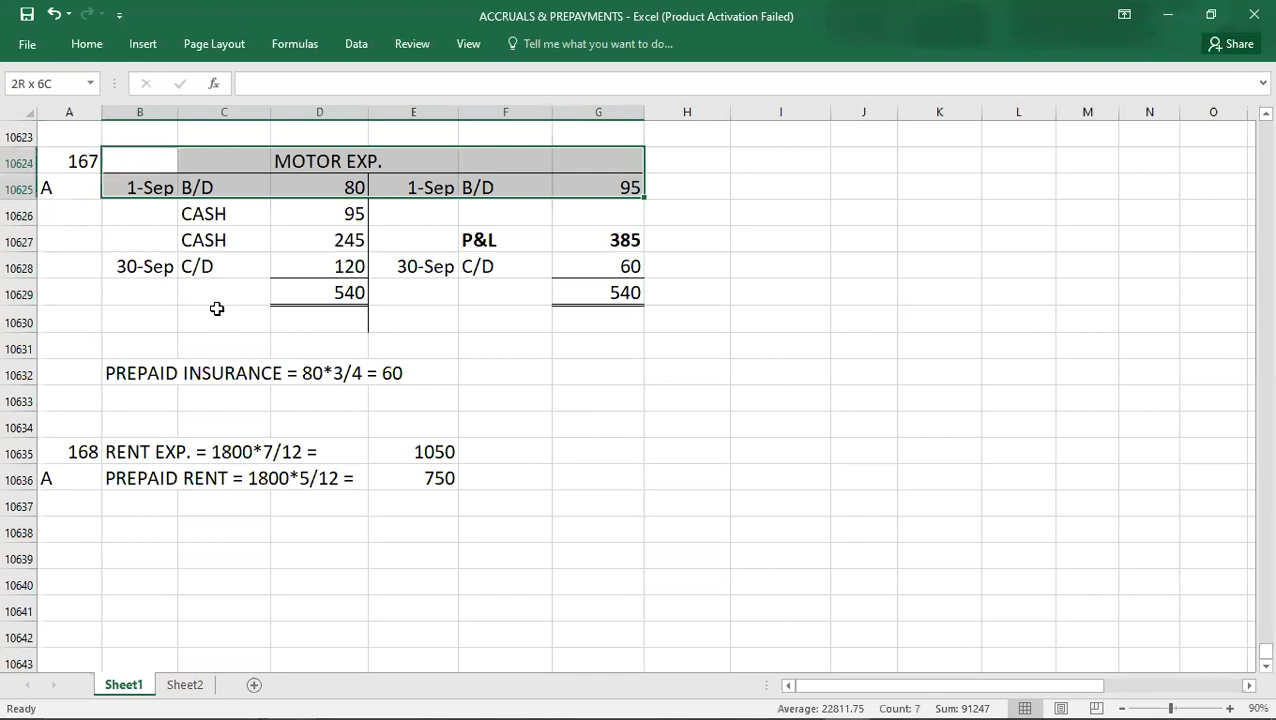 ACCRUALS & PREPAYMENTS - Excel (Product Activation Failed)
File Home Insert Page Layout Formulas Data Review View Tell me what you want to do... Share
2R x 6C fx
A B C D E F G H I J K L M N O
10623
10624 167 MOTOR EXP.
10625 A 1-Sep B/D 80 1-Sep B/D 95
10626 CASH 95
10627 CASH 245 P&L 385
10628 30-Sep C/D 120 30-Sep C/D 60
10629 540 540
10630
10631
10632 PREPAID INSURANCE = 80*3/4 = 60
10633
10634
10635 168 RENT EXP. = 1800*7/12 = 1050
10636 A PREPAID RENT = 1800*5/12 = 750
10637
10638
10639
10640
10641
10642
10643
Sheet1 Sheet2
Ready Average: 22811.75 Count: 7 Sum: 91247 90%